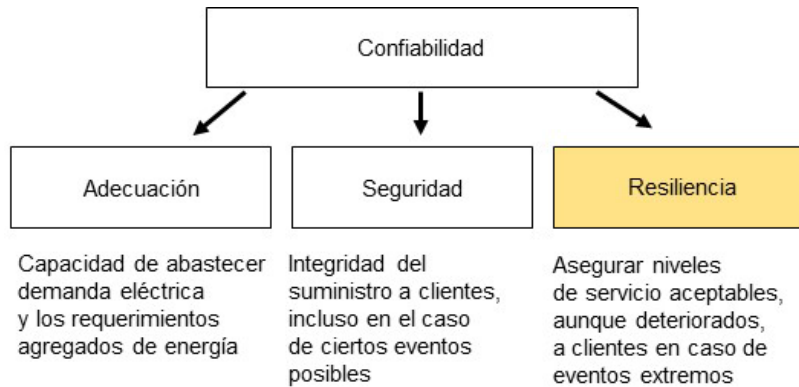 Confiabilidad
Adecuación
Seguridad
Resiliencia
Capacidad de abastecer
demanda eléctrica
y los requerimientos
agregados de energía
Integridad del
suministro a clientes,
incluso en el caso
de ciertos eventos
posibles
Asegurar niveles
de servicio aceptables,
aunque deteriorados,
a clientes en caso de
eventos extremos